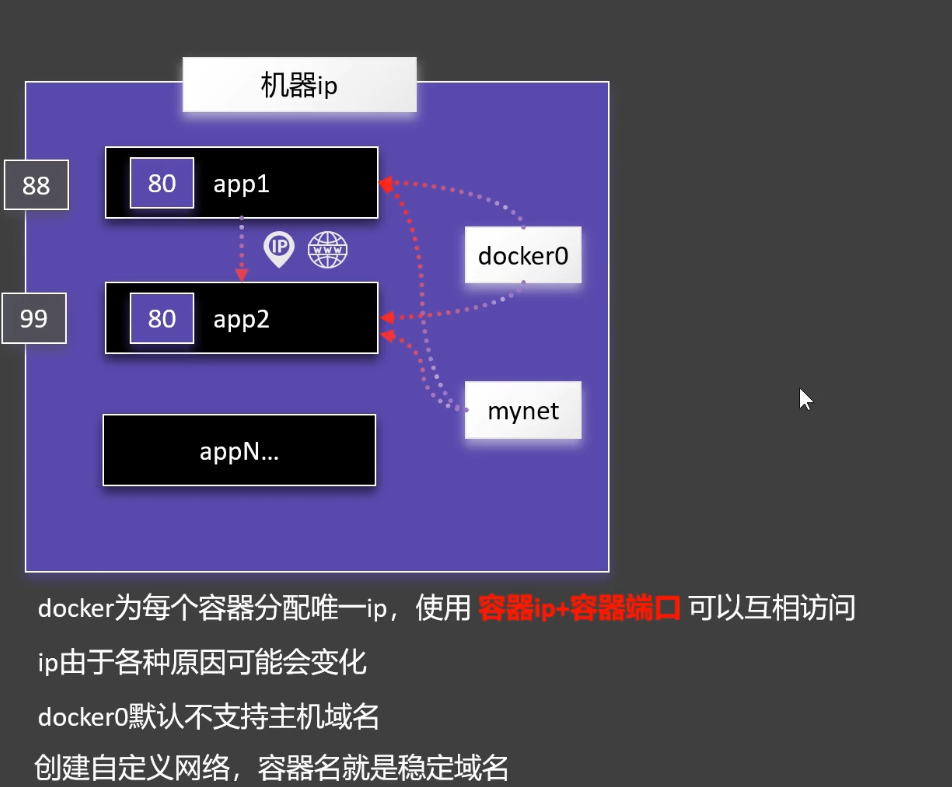 机器ip
88
80 app1
IP
WWW
docker0
99
80 app2
mynet
appN...
docker为每个容器分配唯一ip，使用 容器ip+容器端口 可以互相访问
ip由于各种原因可能会变化
docker0默认不支持主机域名
创建自定义网络，容器名就是稳定域名